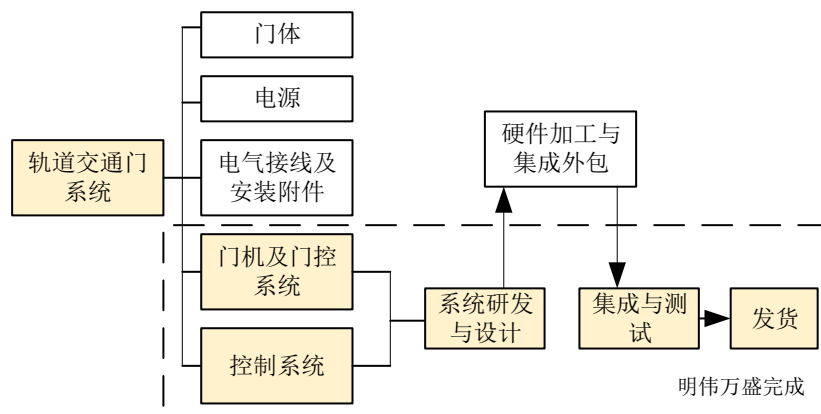 门体
电源
电气接线及
安装附件
轨道交通门
系统
门机及门控
系统
控制系统
系统研发
与设计
硬件加工与
集成外包
集成与测
试
发货
明伟万盛完成